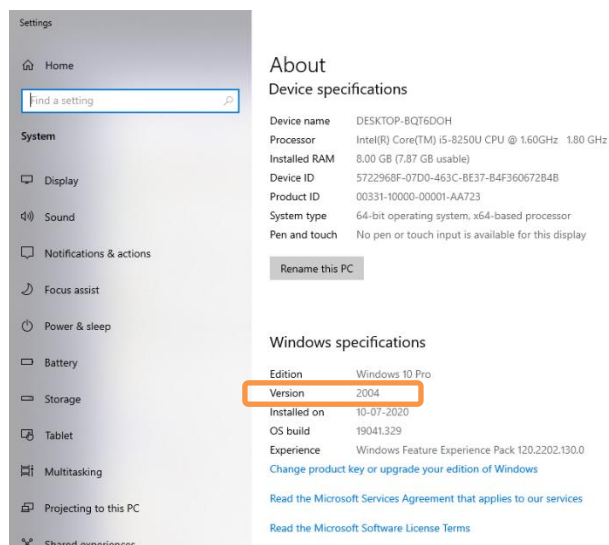 Settings
Home
Find a setting
System
Display
Sound
Notifications & actions
Focus assist
Power & sleep
Battery
Storage
Tablet
Multitasking
Projecting to this PC
Shared experiences
About
Device specifications
Device name DESKTOP-BQT6DOH
Processor Intel(R) Core(TM) i5-8250U CPU @ 1.60GHz 1.80 GHz
Installed RAM 8.00 GB (7.87 GB usable)
Device ID 5722968F-07D0-463C-BE37-B4F360672B4B
Product ID 00331-10000-00001-AA723
System type 64-bit operating system, x64-based processor
Pen and touch No pen or touch input is available for this display
Rename this PC
Windows specifications
Edition Windows 10 Pro
Version 2004
Installed on 10-07-2020
OS build 19041.329
Experience Windows Feature Experience Pack 120.2202.130.0
Change product key or upgrade your edition of Windows
Read the Microsoft Services Agreement that applies to our services
Read the Microsoft Software License Terms